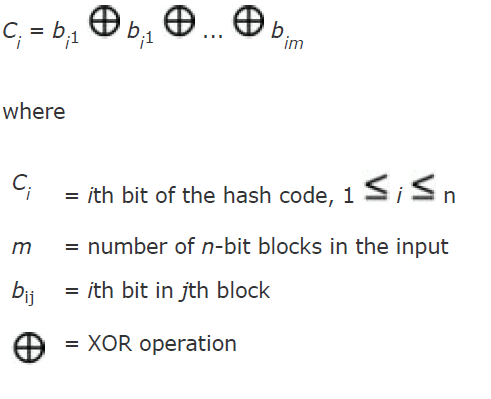 C_i = b_i1 ⊕ b_i1 ⊕ ... ⊕ b_im
where
C_i = ith bit of the hash code, 1 ≤ i ≤ n
m = number of n-bit blocks in the input
b_ij = ith bit in jth block
⊕ = XOR operation